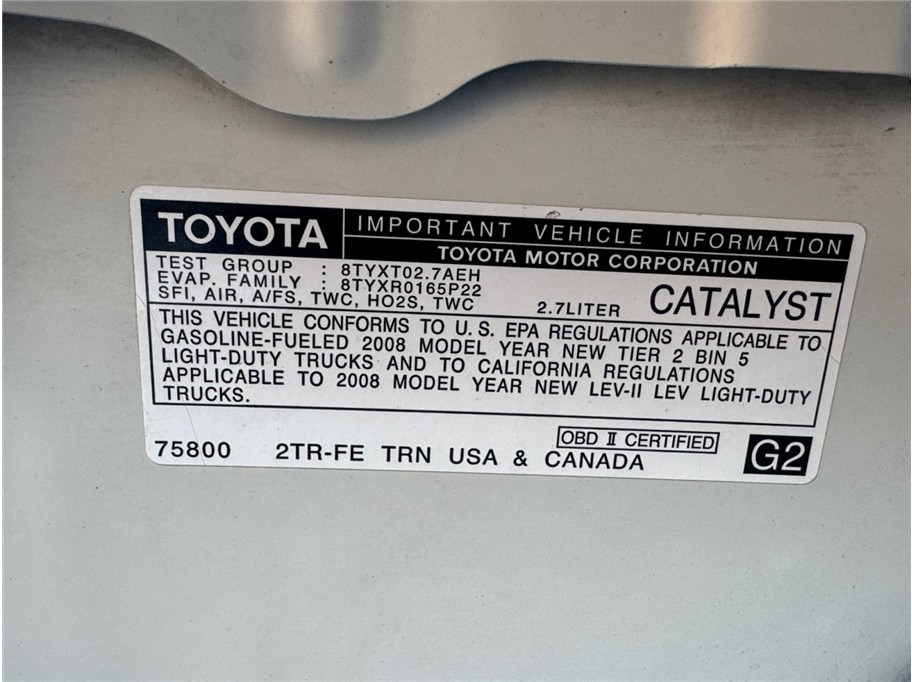 TOYOTA IMPORTANT VEHICLE INFORMATION
TOYOTA MOTOR CORPORATION
TEST GROUP : 8TYXT02.7AEH
EVAP. FAMILY : 8TYXR0165P22
SFI, AIR, A/FS, TWC, HO2S, TWC 2.7LITER CATALYST
THIS VEHICLE CONFORMS TO U.S. EPA REGULATIONS APPLICABLE TO
GASOLINE-FUELED 2008 MODEL YEAR NEW TIER 2 BIN 5
LIGHT-DUTY TRUCKS AND TO CALIFORNIA REGULATIONS
APPLICABLE TO 2008 MODEL YEAR NEW LEV-II LEV LIGHT-DUTY
TRUCKS.
OBD II CERTIFIED
75800 2TR-FE TRN USA & CANADA G2